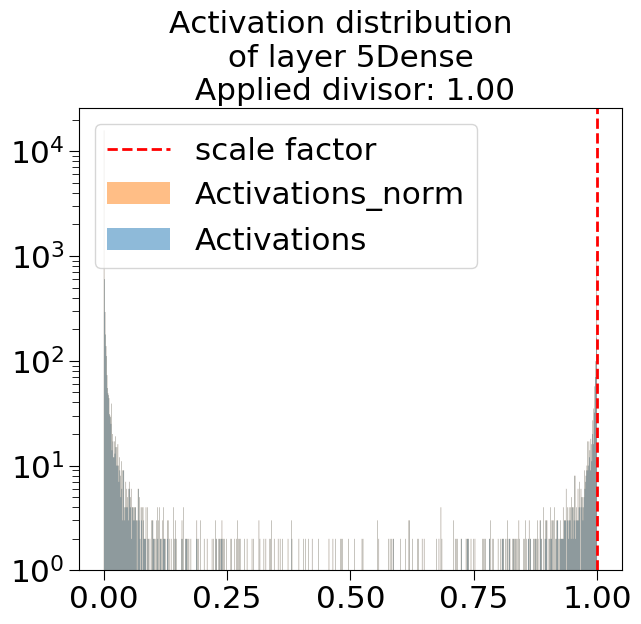 Activation distribution
of layer 5Dense
Applied divisor: 1.00
scale factor
Activations_norm
Activations
10^4
10^3
10^2
10^1
10^0
0.00 0.25 0.50 0.75 1.00